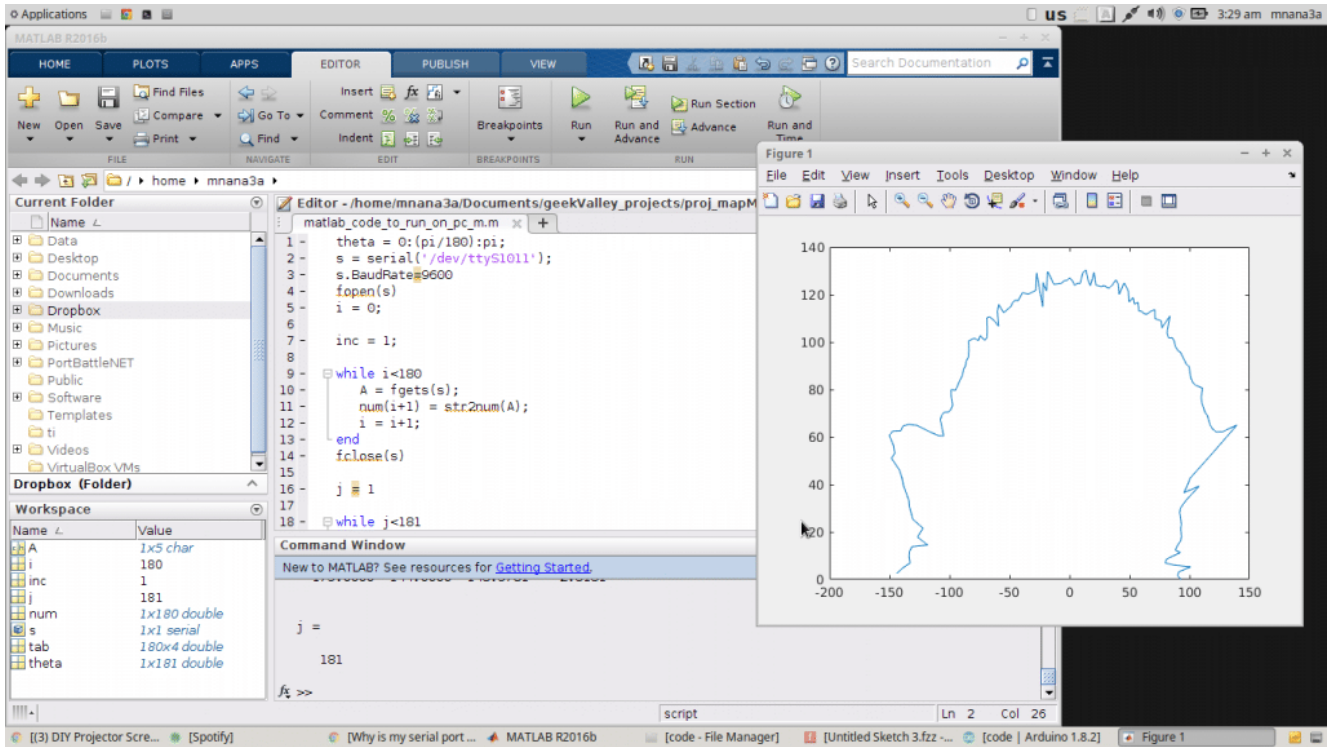 Applications
us
A
3:29 am mnana3a
MATLAB R2016b
HOME PLOTS APPS EDITOR PUBLISH VIEW
Search Documentation
New
Open
Save
Find Files
Compare
Print
Go To
Find
Insert fx
Comment
Indent
Breakpoints
Run
Run and
Advance
Run Section
Advance
Run and
Time
FILE NAVIGATE EDIT BREAKPOINTS RUN
/ home mnana3a
Current Folder
Name
Data
Desktop
Documents
Downloads
Dropbox
Music
Pictures
PortBattleNET
Public
Software
Templates
ti
Videos
VirtualBox VMs
Dropbox (Folder)
Workspace
Name Value
A 1x5 char
i 180
inc 1
j 181
num 1x180 double
s 1x1 serial
tab 180x4 double
theta 1x181 double
Editor - /home/mnana3a/Documents/geekValley_projects/proj_mapM
matlab_code_to_run_on_pc_m.m
1 - theta = 0:(pi/180):pi;
2 - s = serial('/dev/ttyS1011');
3 - s.BaudRate=9600
4 - fopen(s)
5 - i = 0;
6
7 - inc = 1;
8
9 - while i<180
10 - A = fgets(s);
11 - num(i+1) = str2num(A);
12 - i = i+1;
13 - end
14 - fclose(s)
15
16 - j = 1
17
18 - while j<181
Command Window
New to MATLAB? See resources for Getting Started.
j =
181
fx >>
script
Ln 2 Col 26
Figure 1
File Edit View Insert Tools Desktop Window Help
140
120
100
80
60
40
20
0
-200 -150 -100 -50 0 50 100 150
[(3) DIY Projector Scre... [Spotify] [Why is my serial port ... MATLAB R2016b [code - File Manager] [Untitled Sketch 3.fzz -... [code | Arduino 1.8.2] Figure 1